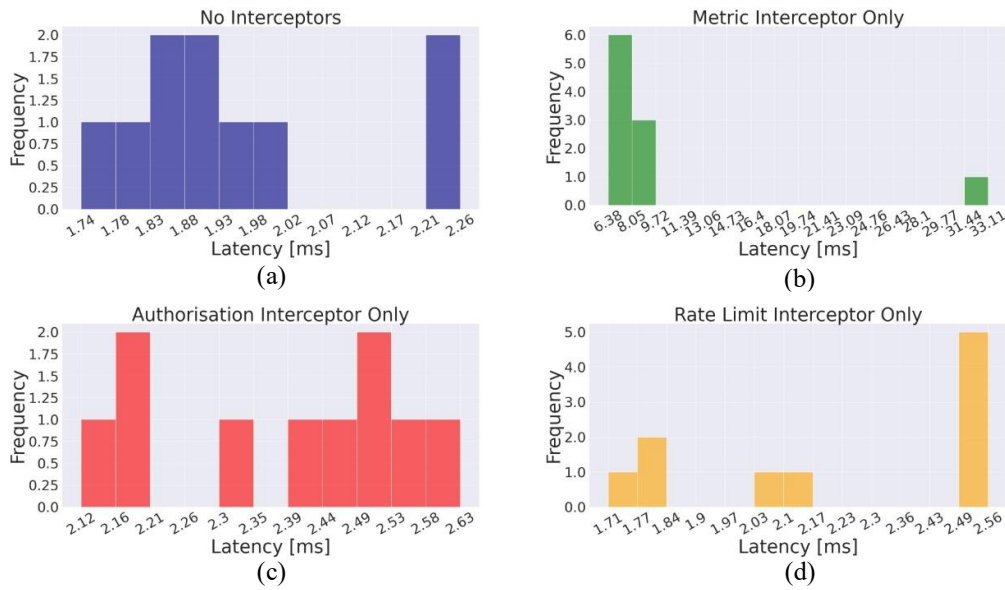 No Interceptors
Frequency
2.0
1.75
1.50
1.25
1.0
0.75
0.5
0.25
0.0
1.74 1.78 1.83 1.88 1.93 1.98 2.02 2.07 2.12 2.17 2.21 2.26
Latency [ms]
(a)
Metric Interceptor Only
Frequency
6.0
5.0
4.0
3.0
2.0
1.0
0.0
6.38 8.05 9.72 11.39 13.06 14.73 16.4 18.07 19.74 21.41 23.09 24.76 26.43 28.1 29.77 31.44 33.11
Latency [ms]
(b)
Authorisation Interceptor Only
Frequency
2.0
1.75
1.50
1.25
1.0
0.75
0.5
0.25
0.0
2.12 2.16 2.21 2.26 2.3 2.35 2.39 2.44 2.49 2.53 2.58 2.63
Latency [ms]
(c)
Rate Limit Interceptor Only
Frequency
5.0
4.0
3.0
2.0
1.0
0.0
1.71 1.77 1.84 1.9 1.97 2.03 2.1 2.17 2.23 2.3 2.36 2.43 2.49 2.56
Latency [ms]
(d)